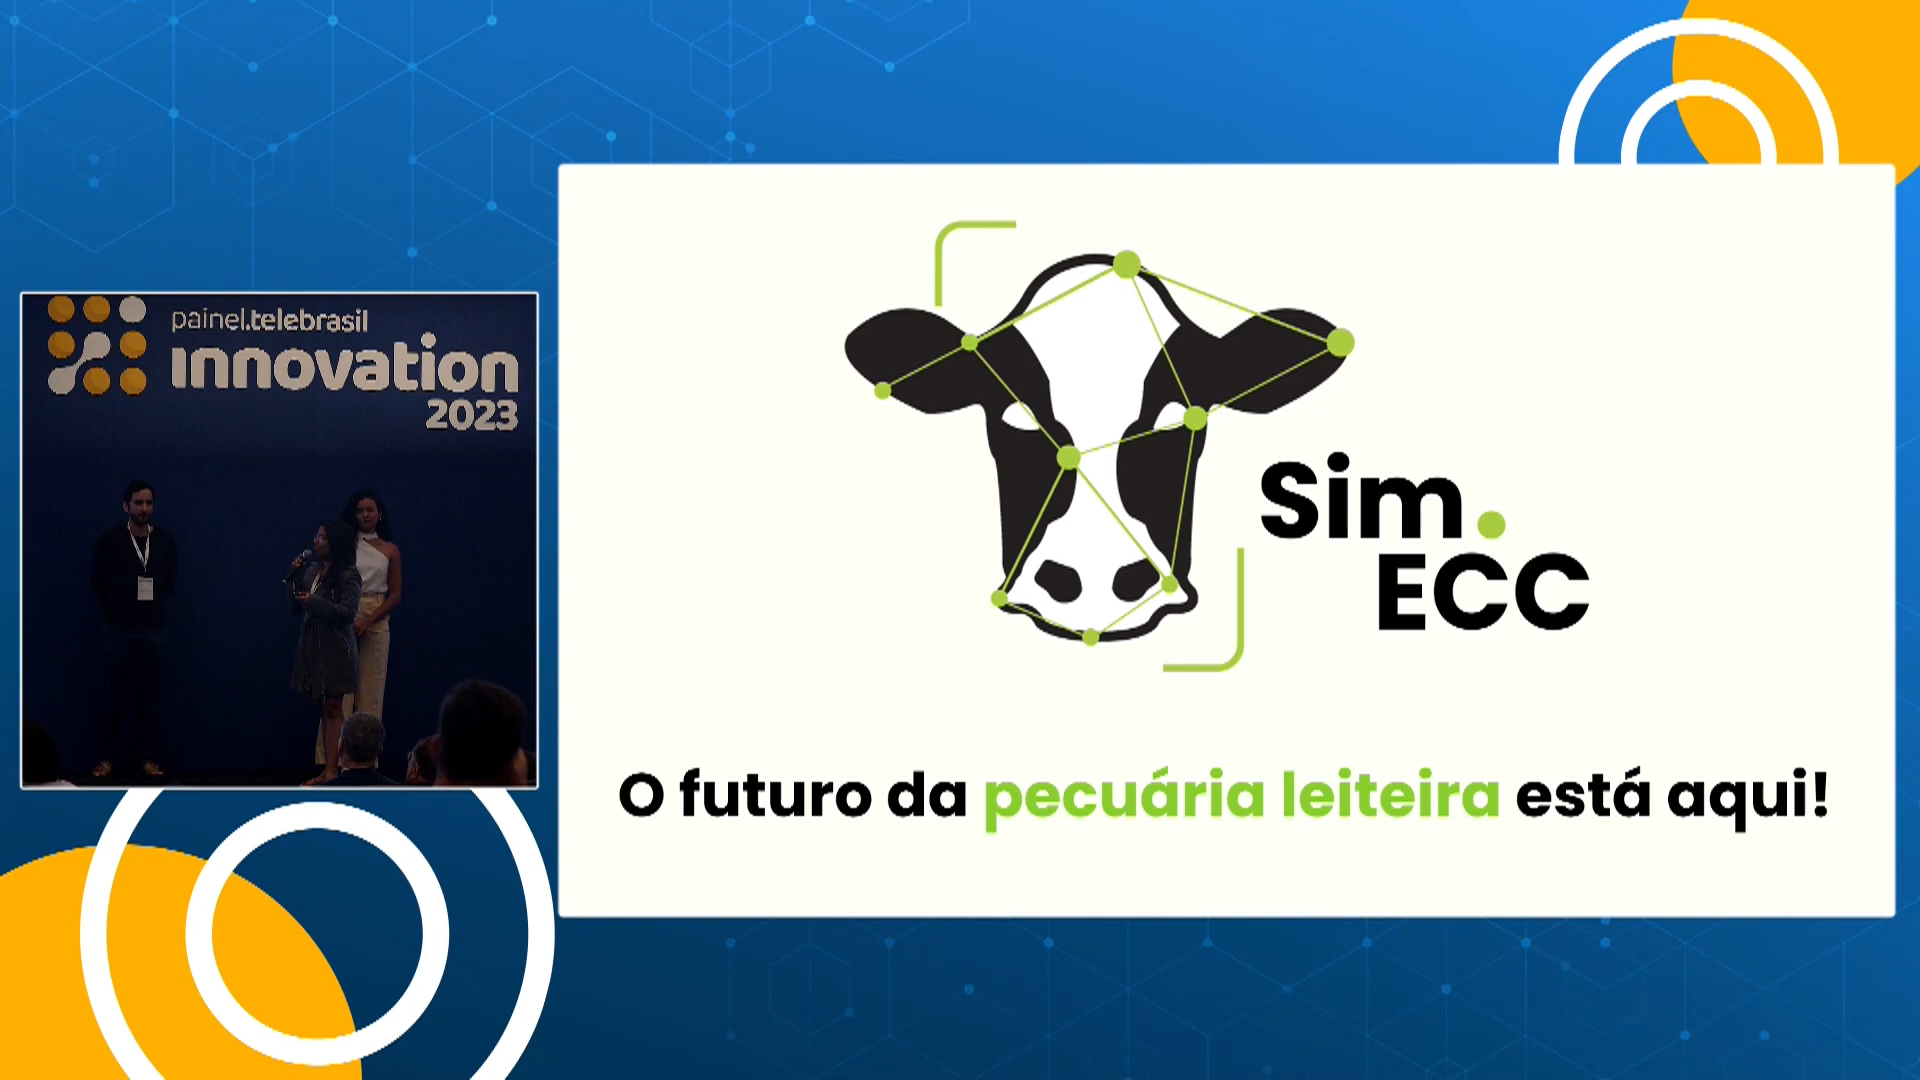 painel.telebrasil
innovation
2023
Sim.
ECC
O futuro da pecuária leiteira está aqui!